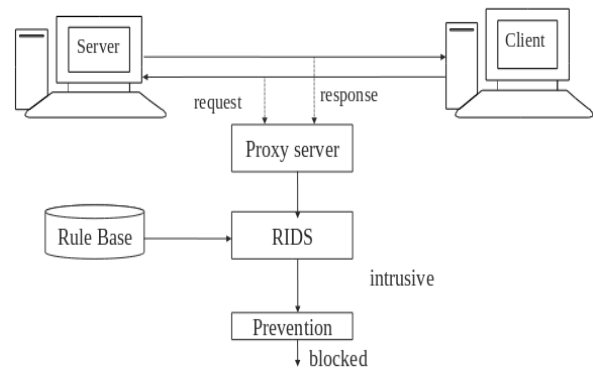 Server
Client
request
response
Proxy server
Rule Base
RIDS
intrusive
Prevention
blocked